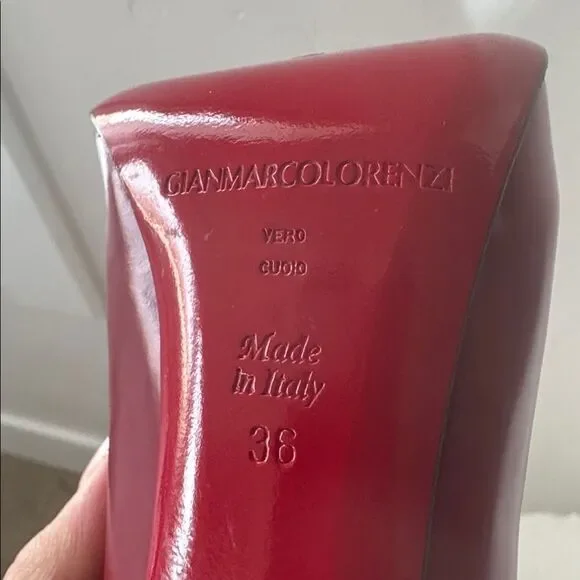 GIANMARCOLORENZI
VERO
CUOIO
Made
in Italy
36